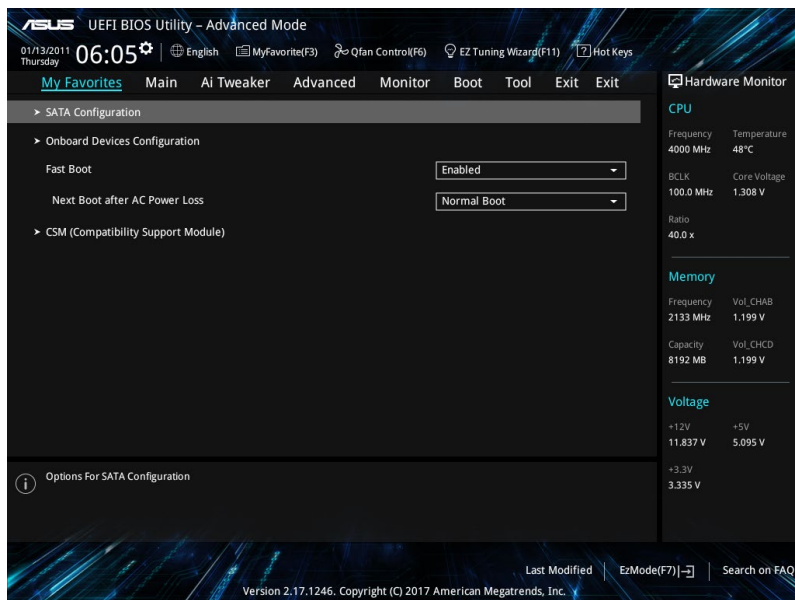 ASUS UEFI BIOS Utility – Advanced Mode
01/13/2011 Thursday 06:05 English MyFavorite(F3) Qfan Control(F6) EZ Tuning Wizard(F11) ? Hot Keys
My Favorites Main Ai Tweaker Advanced Monitor Boot Tool Exit Exit
SATA Configuration
Onboard Devices Configuration
Fast Boot Enabled
Next Boot after AC Power Loss Normal Boot
CSM (Compatibility Support Module)
i Options For SATA Configuration
Hardware Monitor
CPU
Frequency Temperature
4000 MHz 48°C
BCLK Core Voltage
100.0 MHz 1.308 V
Ratio
40.0 x
Memory
Frequency Vol_CHAB
2133 MHz 1.199 V
Capacity Vol_CHCD
8192 MB 1.199 V
Voltage
+12V +5V
11.837 V 5.095 V
+3.3V
3.335 V
Last Modified EzMode(F7) Search on FAQ
Version 2.17.1246. Copyright (C) 2017 American Megatrends, Inc.